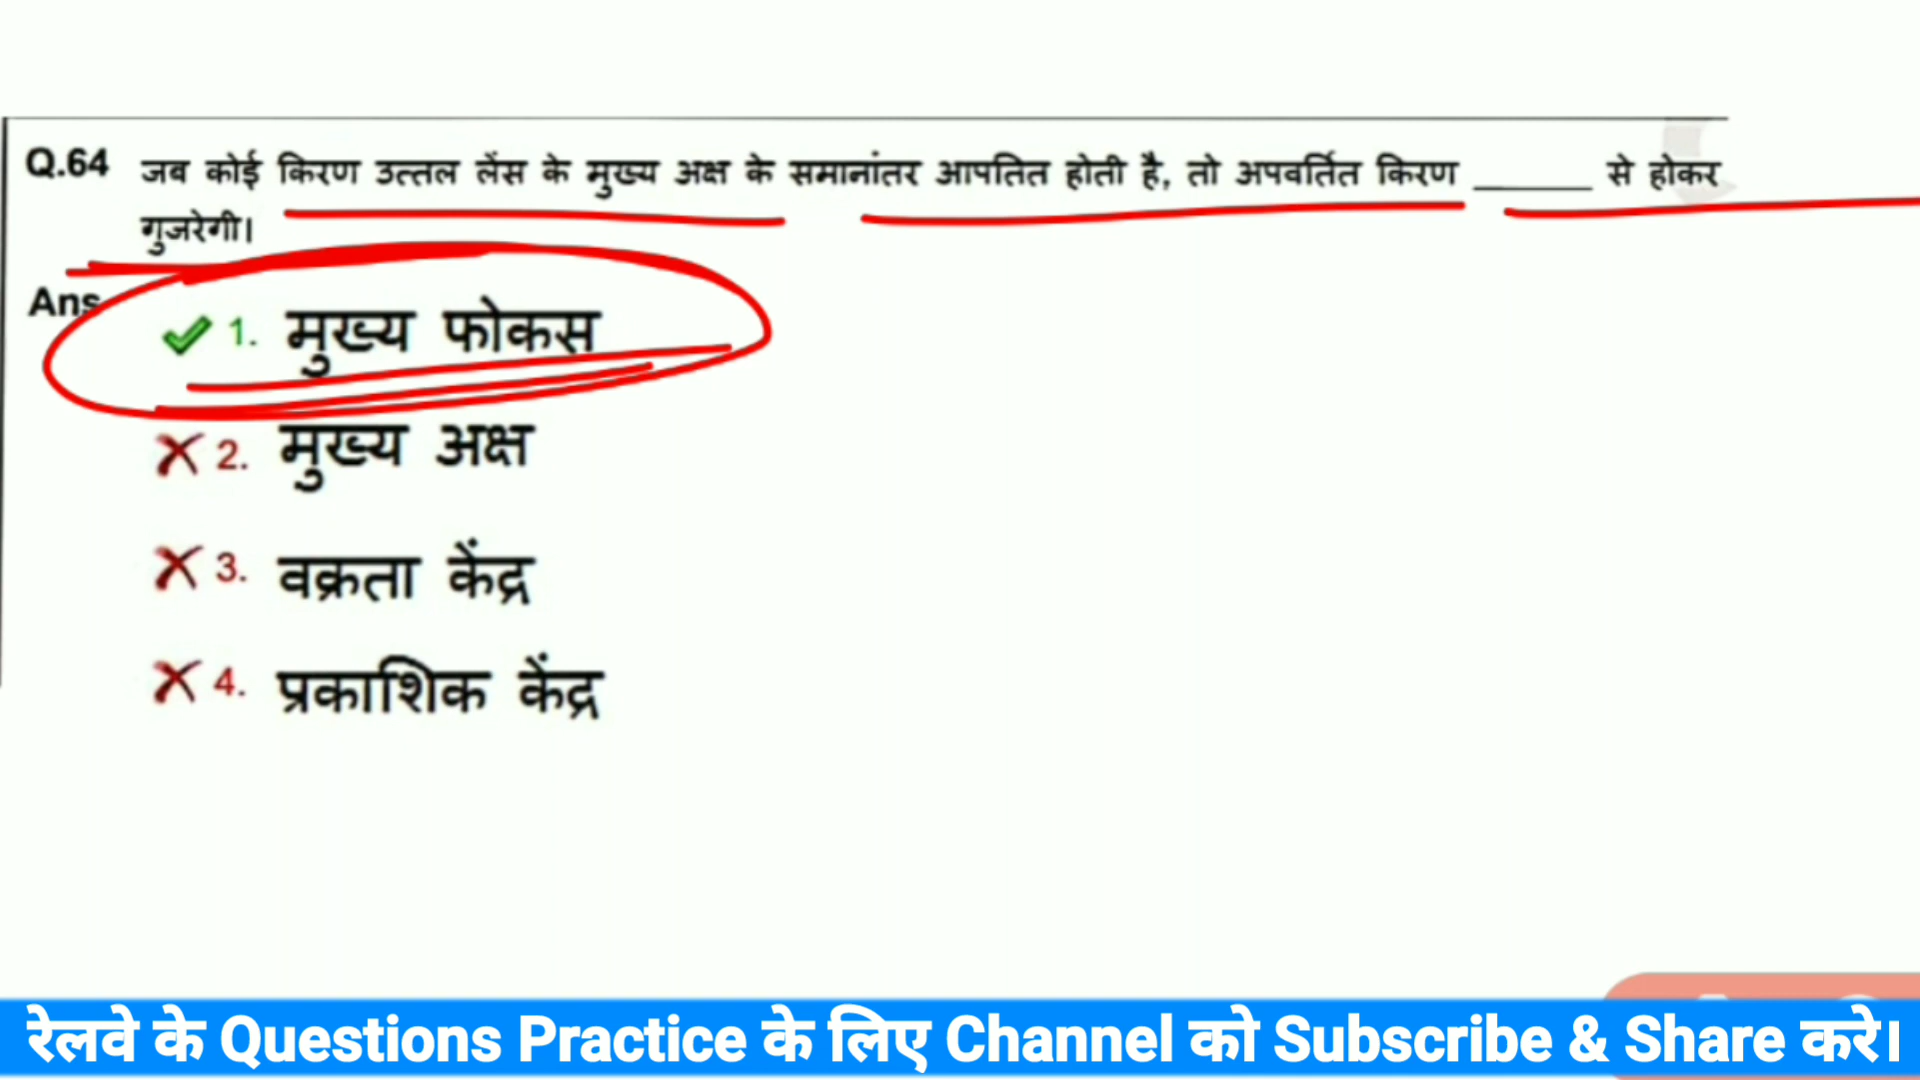 Q.64 जब कोई किरण उत्तल लेंस के मुख्य अक्ष के समानांतर आपतित होती है, तो अपवर्तित किरण ______ से होकर
गुजरेगी।
Ans
1. मुख्य फोकस
2. मुख्य अक्ष
3. वक्रता केंद्र
4. प्रकाशिक केंद्र
रेलवे के Questions Practice के लिए Channel को Subscribe & Share करे।